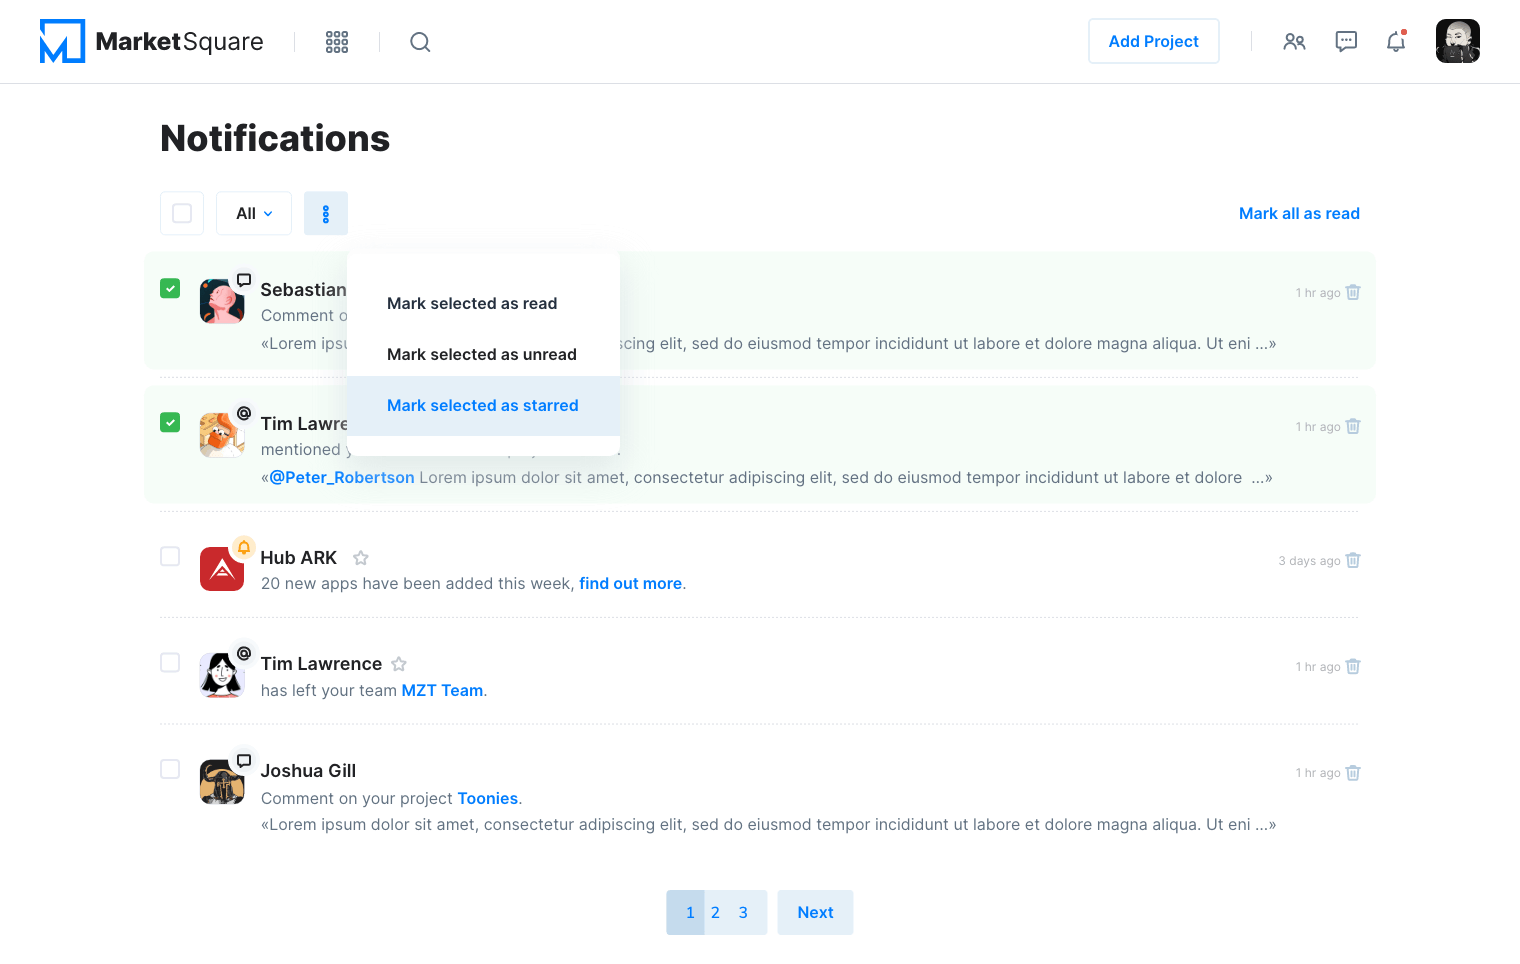 MarketSquare
Add Project
Notifications
All
Mark all as read
Sebastian
1 hr ago
Comment
«Lorem ipsu
scing elit, sed do eiusmod tempor incididunt ut labore et dolore magna aliqua. Ut eni ...»
Mark selected as read
Mark selected as unread
Mark selected as starred
Tim Lawre
1 hr ago
mentioned
«@Peter_Robertson Lorem ipsum dolor sit amet, consectetur adipiscing elit, sed do eiusmod tempor incididunt ut labore et dolore ...»
Hub ARK
3 days ago
20 new apps have been added this week, find out more.
Tim Lawrence
1 hr ago
has left your team MZT Team.
Joshua Gill
1 hr ago
Comment on your project Toonies.
«Lorem ipsum dolor sit amet, consectetur adipiscing elit, sed do eiusmod tempor incididunt ut labore et dolore magna aliqua. Ut eni ...»
1 2 3 Next